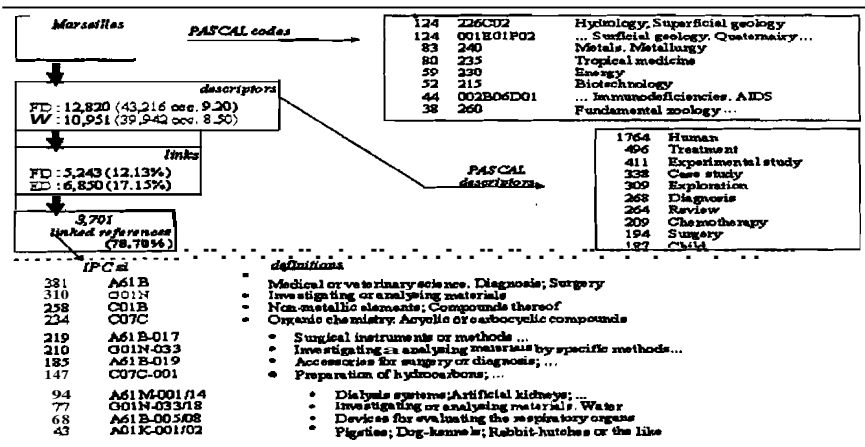 Marseilles
PASCAL codes
124 226C02 Hydrology, Superficial geology
124 001E01P02 ... Surficial geology, Quaternairy ...
83 240 Metals. Metallurgy
80 235 Tropical medicine
59 230 Energy
52 215 Biotechnology
44 002B06D01 ... Immunodeficiencies. AIDS
38 260 Fundamental zoology ...
descriptors
FD : 12,820 (43,216 occ. 9.20)
W : 10,951 (39,942 occ. 8.50)
links
FD : 5,243 (12.13%)
ED : 6,850 (17.15%)
3,701
linked references
(78.70%)
PASCAL
descriptors
1764 Human
496 Treatment
411 Experimental study
338 Case study
309 Exploration
268 Diagnosis
264 Review
209 Chemotherapy
194 Surgery
187 Child
IPC si definitions
381 A61B • Medical or veterinary science. Diagnosis; Surgery
310 G01N • Investigating or analysing materials
258 C01B • Non-metallic elements; Compounds thereof
234 C07C • Organic chemistry. Acyclic or carbocyclic compounds
219 A61B-017 • Surgical instruments or methods ...
210 G01N-033 • Investigating or analysing materials by specific methods...
185 A61B-019 • Accessories for surgery or diagnosis; ...
147 C07C-001 • Preparation of hydrocarbons; ...
94 A61M-001/14 • Dialysis systems; Artificial kidneys; ...
77 G01N-033/18 • Investigating or analysing materials. Water
68 A61B-005/08 • Devices for evaluating the respiratory organs
43 A01K-001/02 • Pigsties; Dog-kennels; Rabbit-hutches or the like